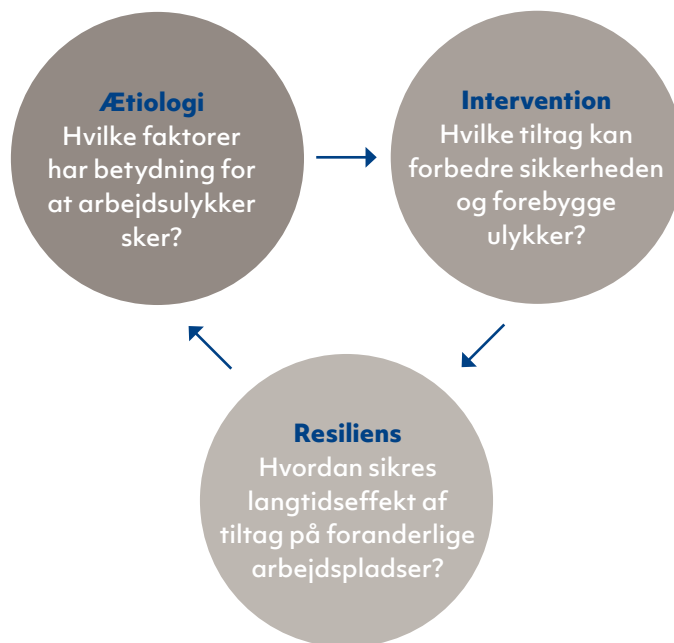 Ætiologi
Hvilke faktorer
har betydning for
at arbejdsulykker
sker?
Intervention
Hvilke tiltag kan
forbedre sikkerheden
og forebygge
ulykker?
Resiliens
Hvordan sikres
langtidseffekt af
tiltag på foranderlige
arbejdspladser?